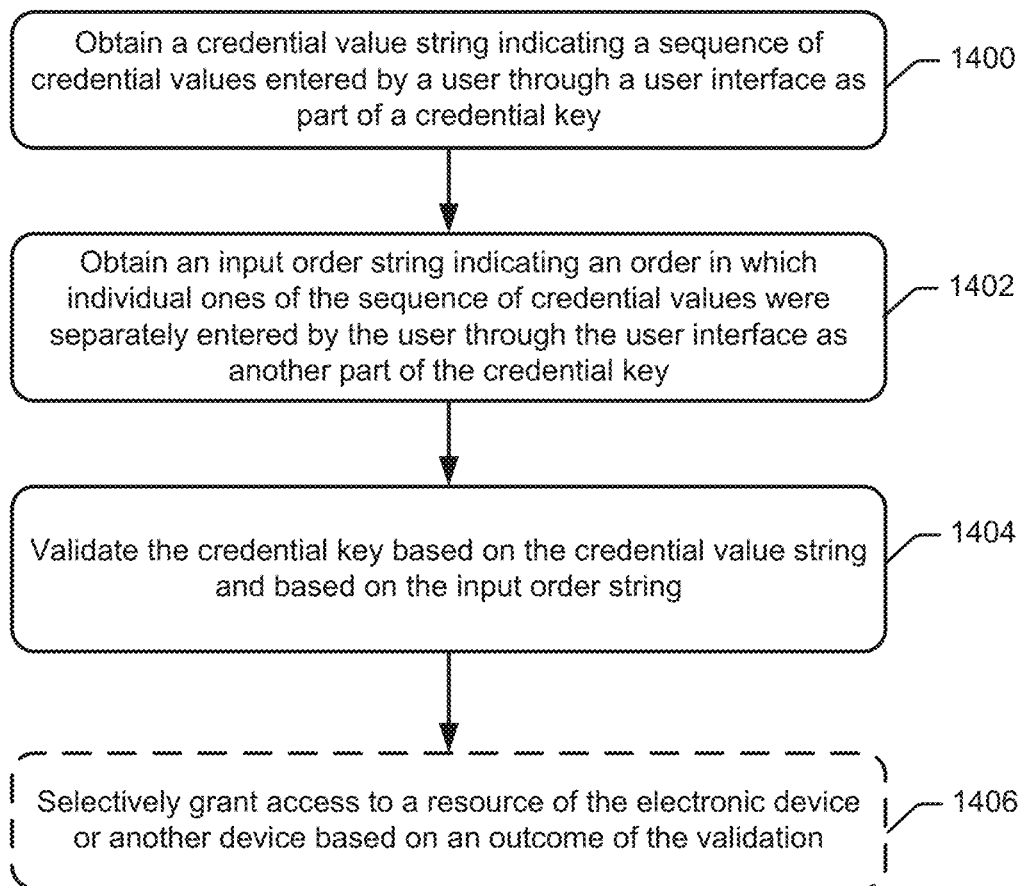 Obtain a credential value string indicating a sequence of
credential values entered by a user through a user interface as
part of a credential key
1400
Obtain an input order string indicating an order in which
individual ones of the sequence of credential values were
separately entered by the user through the user interface as
another part of the credential key
1402
Validate the credential key based on the credential value string
and based on the input order string
1404
Selectively grant access to a resource of the electronic device
or another device based on an outcome of the validation
1406